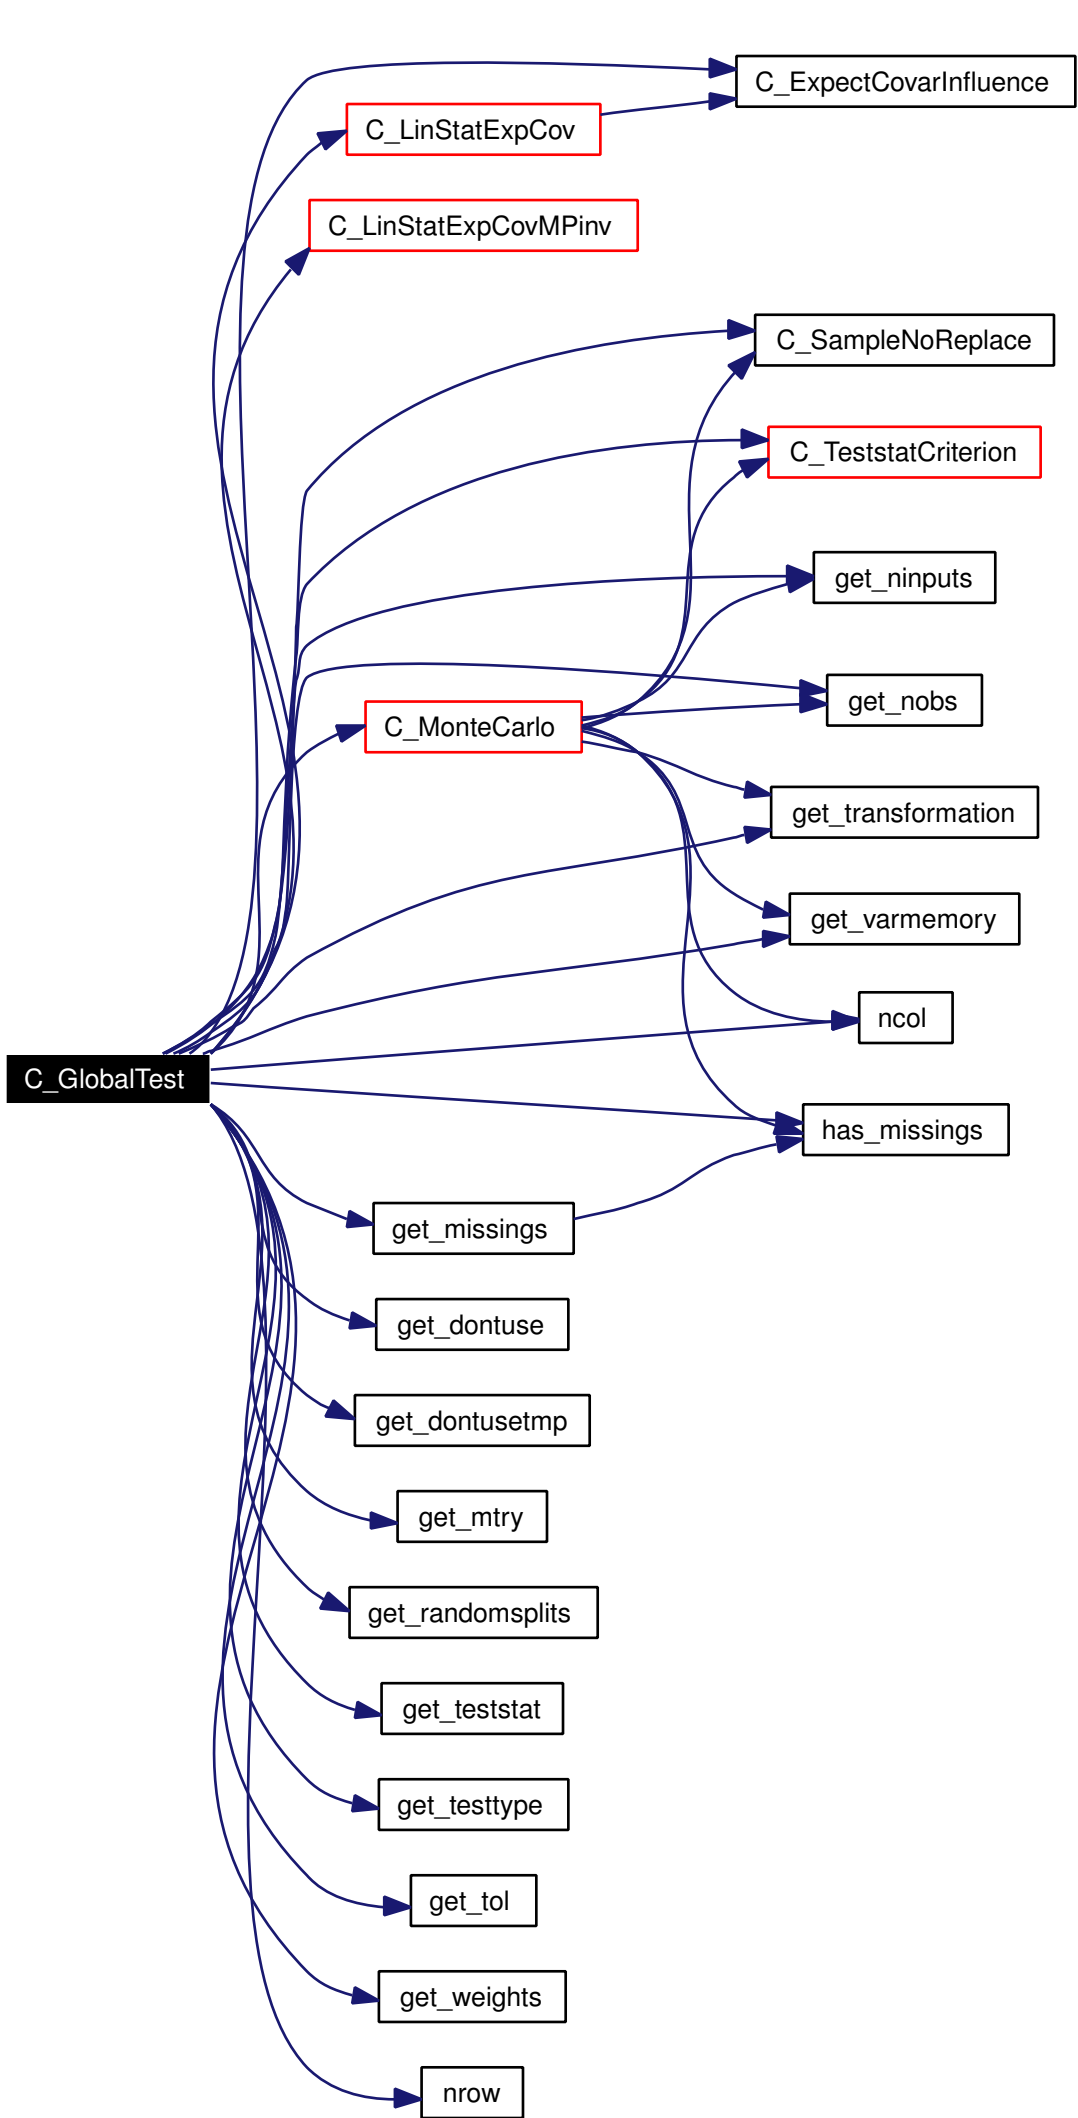 C_ExpectCovarInfluence
C_LinStatExpCov
C_LinStatExpCovMPinv
C_SampleNoReplace
C_TeststatCriterion
get_ninputs
get_nobs
C_MonteCarlo
get_transformation
get_varmemory
ncol
C_GlobalTest
has_missings
get_missings
get_dontuse
get_dontusetmp
get_mtry
get_randomsplits
get_teststat
get_testtype
get_tol
get_weights
nrow